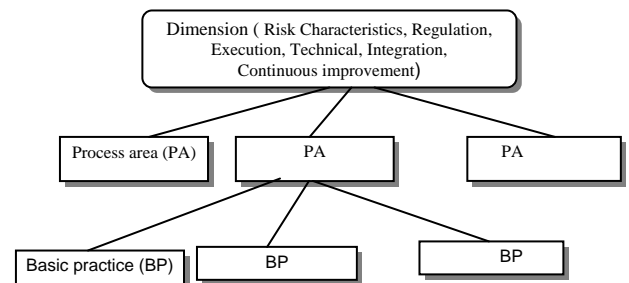 Dimension ( Risk Characteristics, Regulation,
Execution, Technical, Integration,
Continuous improvement)
Process area (PA)
PA
PA
Basic practice (BP)
BP
BP